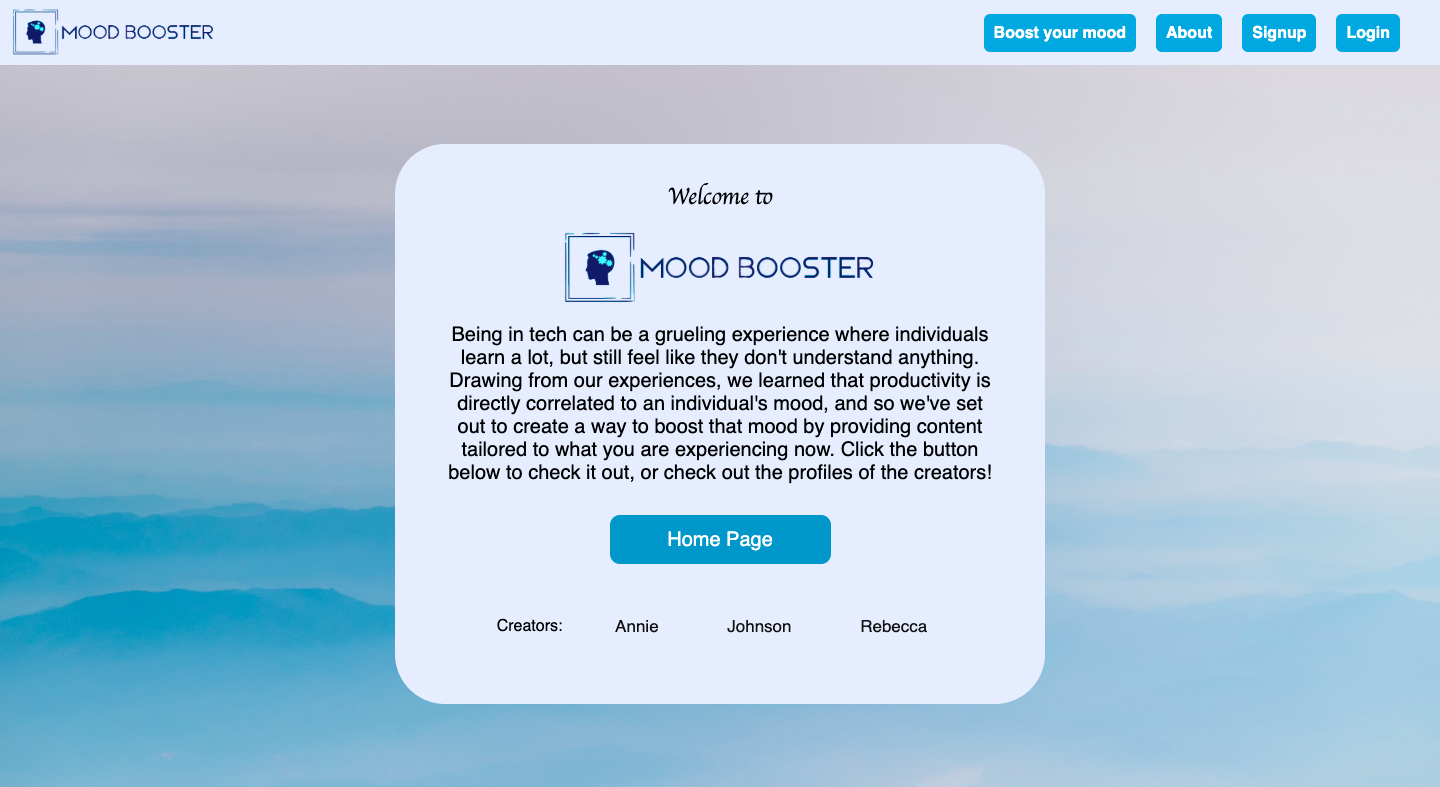 MOOD BOOSTER
Boost your mood
About
Signup
Login
Welcome to
MOOD BOOSTER
Being in tech can be a grueling experience where individuals
learn a lot, but still feel like they don't understand anything.
Drawing from our experiences, we learned that productivity is
directly correlated to an individual's mood, and so we've set
out to create a way to boost that mood by providing content
tailored to what you are experiencing now. Click the button
below to check it out, or check out the profiles of the creators!
Home Page
Creators: Annie Johnson Rebecca